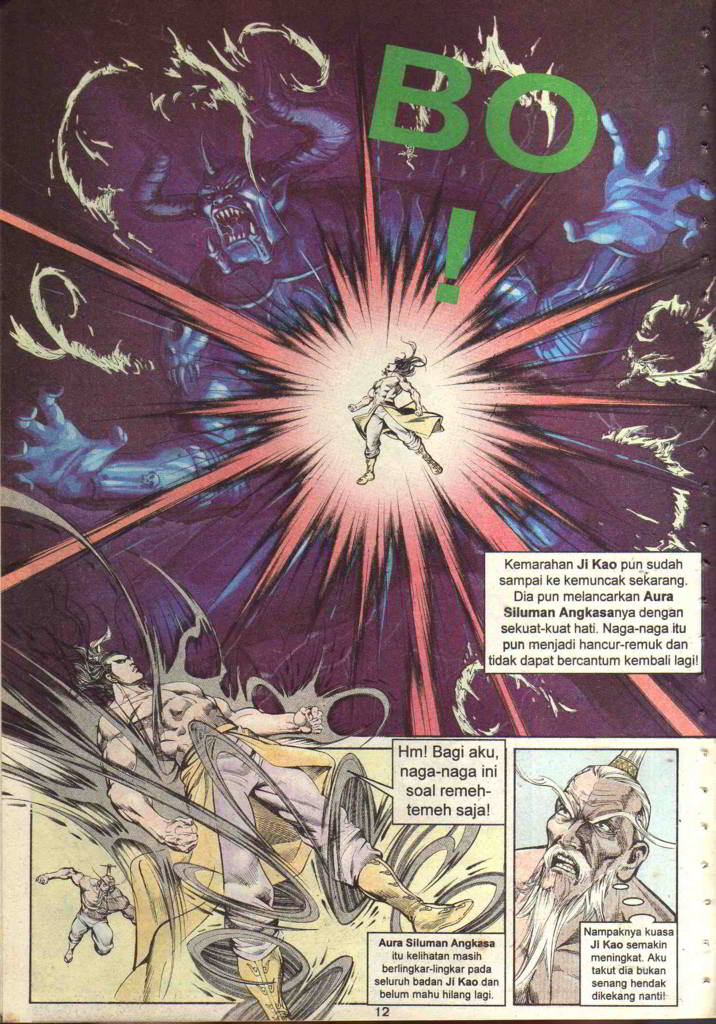 BO
!
Kemarahan Ji Kao pun sudah
sampai ke kemuncak sekarang.
Dia pun melancarkan Aura
Siluman Angkasanya dengan
sekuat-kuat hati. Naga-naga itu
pun menjadi hancur-remuk dan
tidak dapat bercantum kembali lagi!
Hm! Bagi aku,
naga-naga ini
soal remeh-
temeh saja!
Aura Siluman Angkasa
itu kelihatan masih
berlingkar-lingkar pada
seluruh badan Ji Kao dan
belum mahu hilang lagi.
Nampaknya kuasa
Ji Kao semakin
meningkat. Aku
takut dia bukan
senang hendak
dikekang nanti!
12